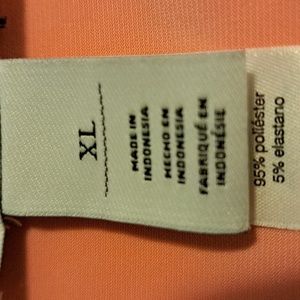 XL
MADE IN
INDONESIA
HECHO EN
INDONESIA
FABRIQUÉ EN
INDONÉSIE
95% poliéster
5% elastano